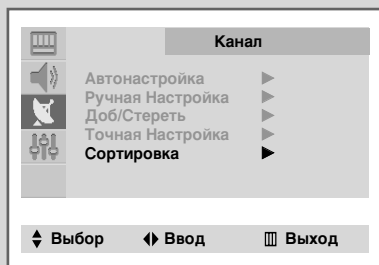 Канал
Автонастройка
Ручная Настройка
Доб/Стереть
Точная Настройка
Сортировка
Выбор Ввод Выход